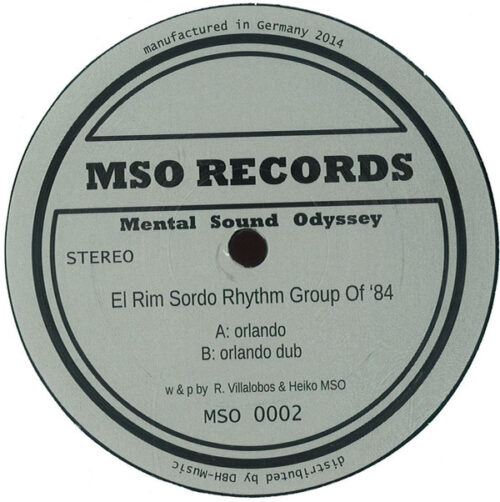 manufactured in Germany 2014
MSO RECORDS
Mental Sound Odyssey
STEREO
El Rim Sordo Rhythm Group Of ‘84
A: orlando
B: orlando dub
w & p by R. Villalobos & Heiko MSO
MSO 0002
distributed by DBH-Music